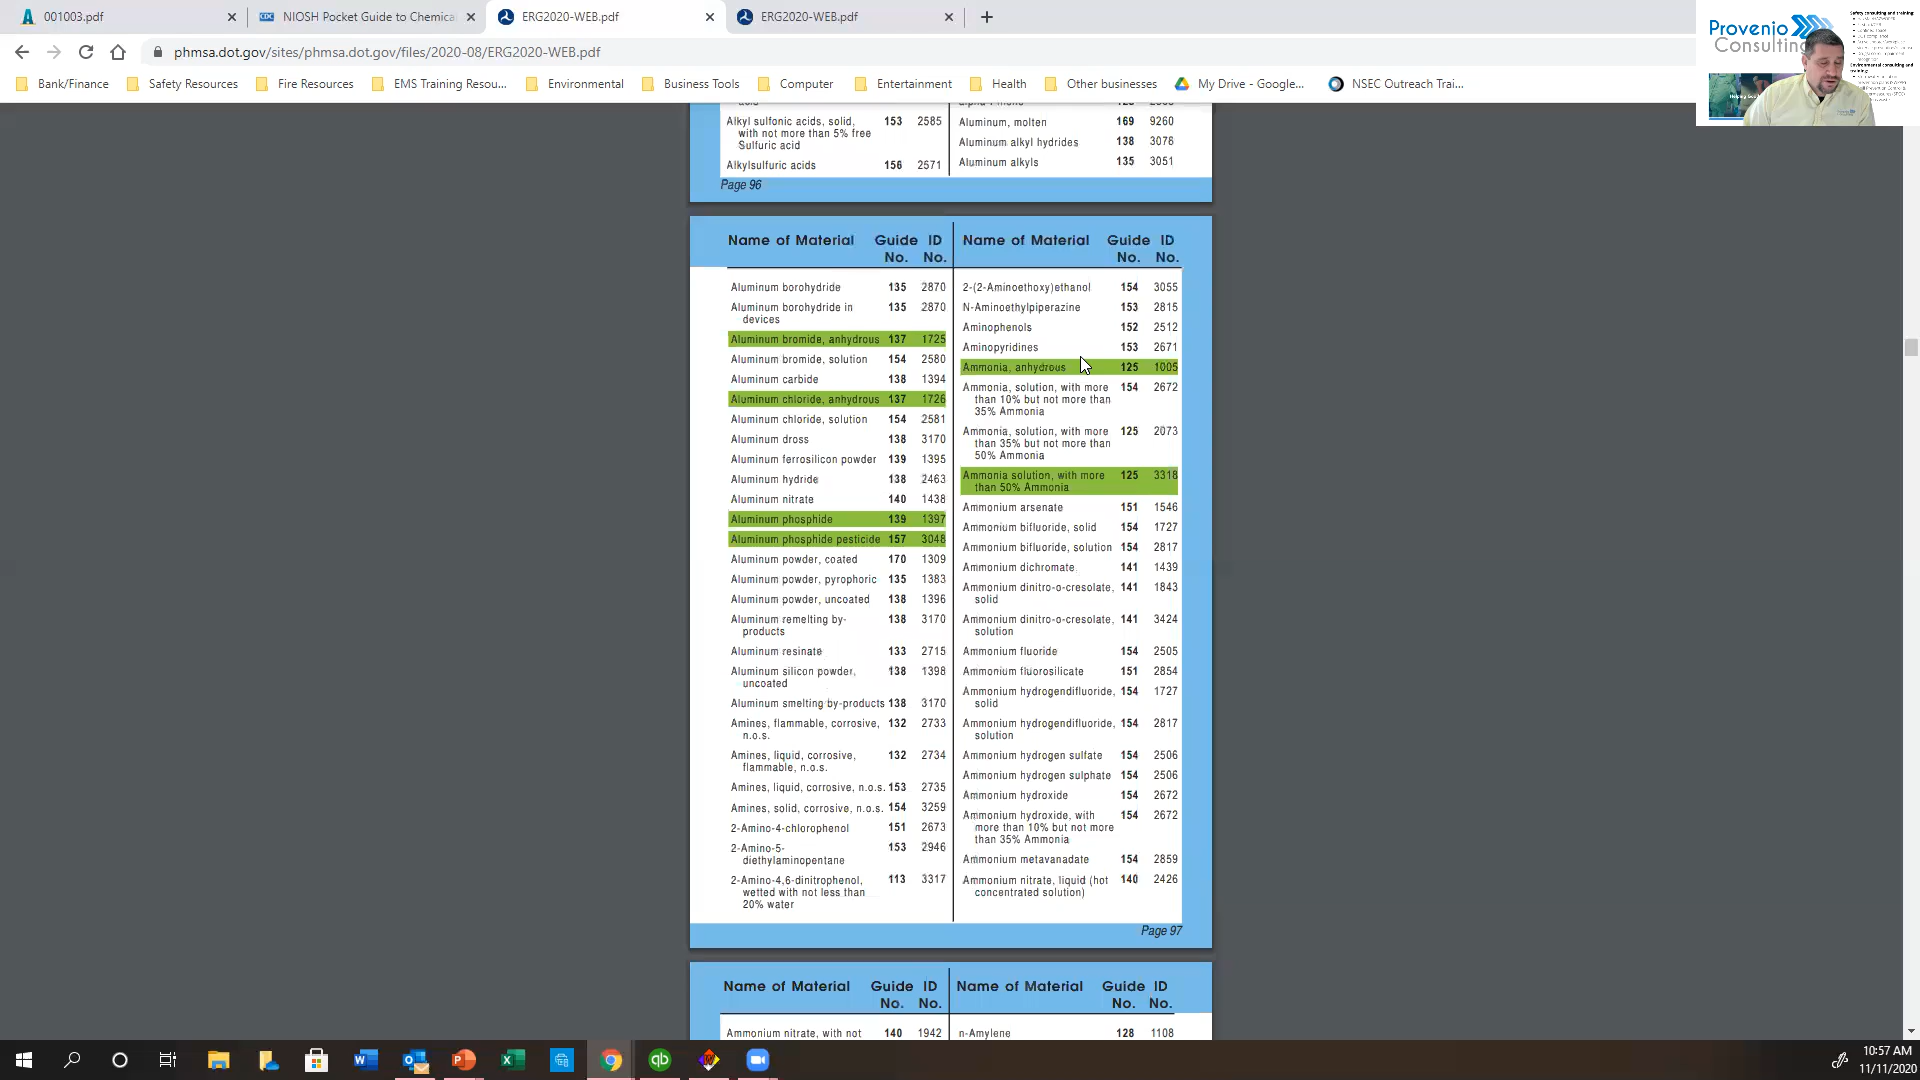 001003.pdf
NIOSH Pocket Guide to Chemica
ERG2020-WEB.pdf
ERG2020-WEB.pdf
phmsa.dot.gov/sites/phmsa.dot.gov/files/2020-08/ERG2020-WEB.pdf
Bank/Finance Safety Resources Fire Resources EMS Training Resou... Environmental Business Tools Computer Entertainment Health Other businesses My Drive - Google... NSEC Outreach Trai...
Provenio
Consulting
Safety consulting and training:
acid
Alkyl sulfonic acids, solid, 153 2585
with not more than 5% free
Sulfuric acid
Alkylsulfuric acids 156 2571
Aluminum, molten 169 9260
Aluminum alkyl hydrides 138 3076
Aluminum alkyls 135 3051
Page 96
Name of Material Guide ID
No. No.
Aluminum borohydride 135 2870
Aluminum borohydride in 135 2870
devices
Aluminum bromide, anhydrous 137 1725
Aluminum bromide, solution 154 2580
Aluminum carbide 138 1394
Aluminum chloride, anhydrous 137 1726
Aluminum chloride, solution 154 2581
Aluminum dross 138 3170
Aluminum ferrosilicon powder 139 1395
Aluminum hydride 138 2463
Aluminum nitrate 140 1438
Aluminum phosphide 139 1397
Aluminum phosphide pesticide 157 3048
Aluminum powder, coated 170 1309
Aluminum powder, pyrophoric 135 1383
Aluminum powder, uncoated 138 1396
Aluminum remelting by- 138 3170
products
Aluminum resinate 133 2715
Aluminum silicon powder, 138 1398
uncoated
Aluminum smelting by-products 138 3170
Amines, flammable, corrosive, 132 2733
n.o.s.
Amines, liquid, corrosive, 132 2734
flammable, n.o.s.
Amines, liquid, corrosive, n.o.s. 153 2735
Amines, solid, corrosive, n.o.s. 154 3259
2-Amino-4-chlorophenol 151 2673
2-Amino-5- 153 2946
diethylaminopentane
2-Amino-4,6-dinitrophenol, 113 3317
wetted with not less than
20% water
Name of Material Guide ID
No. No.
2-(2-Aminoethoxy)ethanol 154 3055
N-Aminoethylpiperazine 153 2815
Aminophenols 152 2512
Aminopyridines 153 2671
Ammonia, anhydrous 125 1005
Ammonia, solution, with more 154 2672
than 10% but not more than
35% Ammonia
Ammonia, solution, with more 125 2073
than 35% but not more than
50% Ammonia
Ammonia solution, with more 125 3318
than 50% Ammonia
Ammonium arsenate 151 1546
Ammonium bifluoride, solid 154 1727
Ammonium bifluoride, solution 154 2817
Ammonium dichromate 141 1439
Ammonium dinitro-o-cresolate, 141 1843
solid
Ammonium dinitro-o-cresolate, 141 3424
solution
Ammonium fluoride 154 2505
Ammonium fluorosilicate 151 2854
Ammonium hydrogendifluoride, 154 1727
solid
Ammonium hydrogendifluoride, 154 2817
solution
Ammonium hydrogen sulfate 154 2506
Ammonium hydrogen sulphate 154 2506
Ammonium hydroxide 154 2672
Ammonium hydroxide, with 154 2672
more than 10% but not more
than 35% Ammonia
Ammonium metavanadate 154 2859
Ammonium nitrate, liquid (hot 140 2426
concentrated solution)
Page 97
Name of Material Guide ID
No. No.
Ammonium nitrate, with not 140 1942
Name of Material Guide ID
No. No.
n-Amylene 128 1108
10:57 AM
11/11/2020